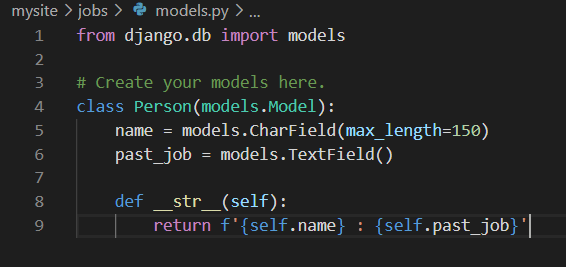 mysite > jobs > models.py > ...
1 from django.db import models
2
3 # Create your models here.
4 class Person(models.Model):
5     name = models.CharField(max_length=150)
6     past_job = models.TextField()
7
8     def __str__(self):
9         return f'{self.name} : {self.past_job}'